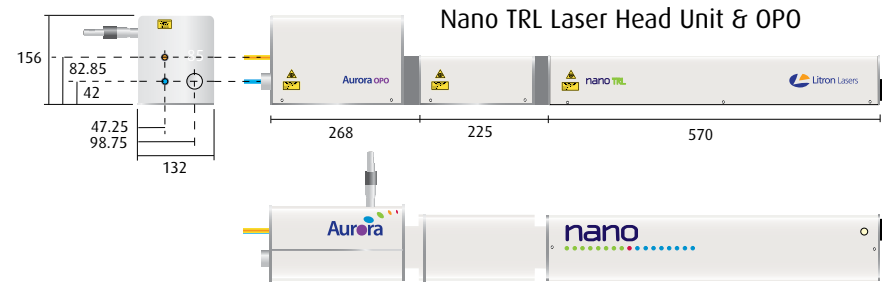 Nano TRL Laser Head Unit & OPO
156
82.85
42
85
47.25
98.75
132
Aurora OPO
nano TRL
Litron Lasers
268
225
570
Aurora
nano